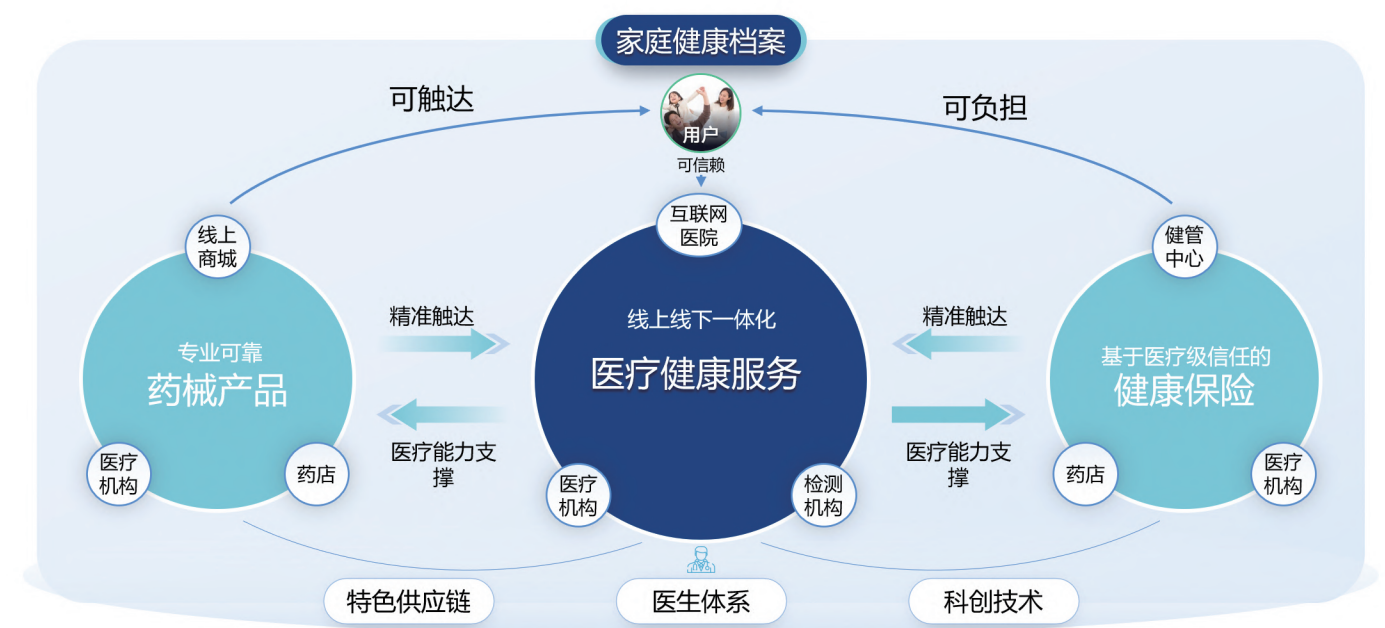 家庭健康档案
可触达
可负担
用户
可信赖
线上
商城
互联网
医院
健管
中心
专业可靠
药械产品
精准触达
线上线下一体化
医疗健康服务
精准触达
基于医疗级信任的
健康保险
医疗
机构
药店
医疗能力支
撑
医疗
机构
检测
机构
医疗能力支
撑
药店
医疗
机构
特色供应链
医生体系
科创技术